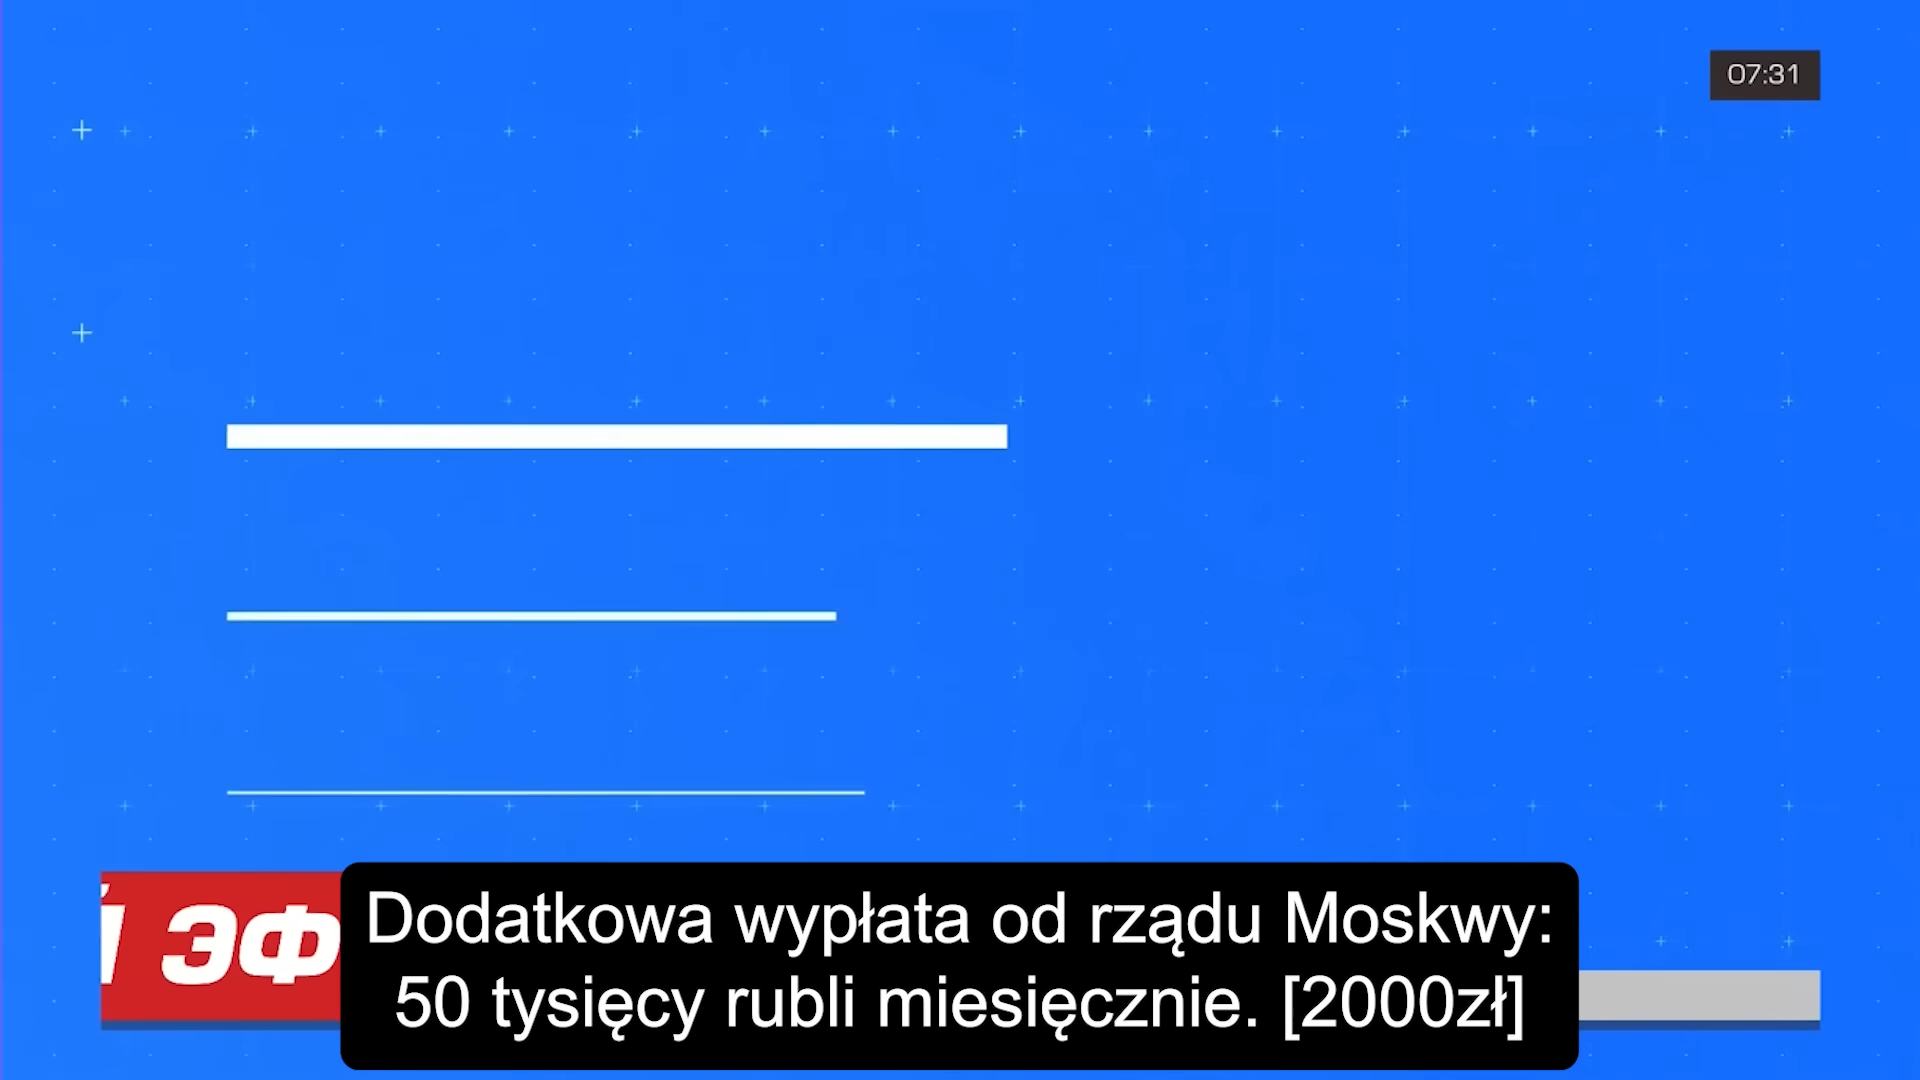 07:31
Й ЭФ
Dodatkowa wypłata od rządu Moskwy:
50 tysięcy rubli miesięcznie. [2000zł]